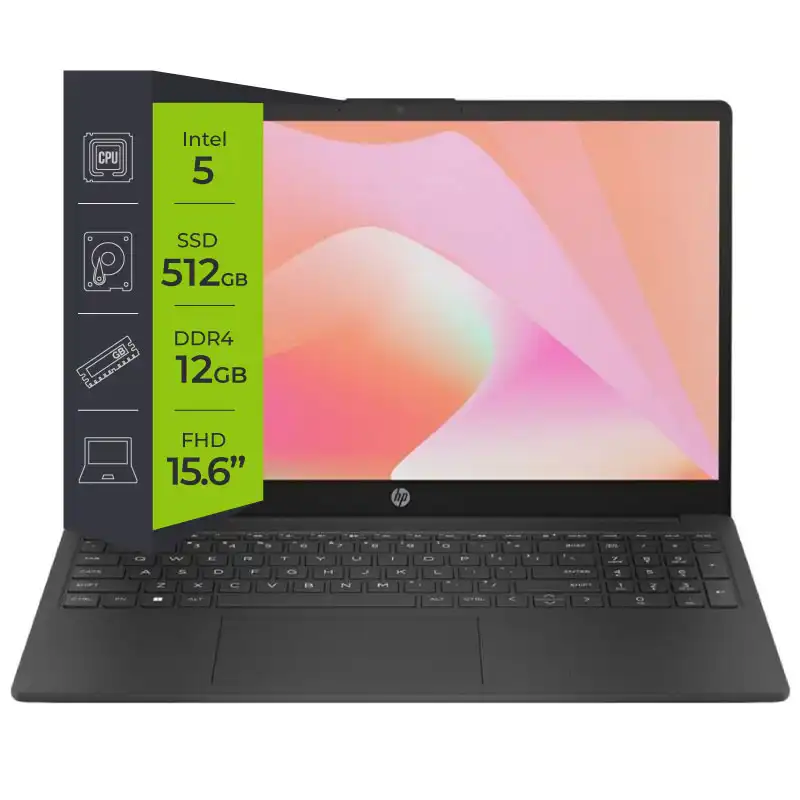 CPU
Intel
5
SSD
512GB
GB
DDR4
12GB
FHD
15.6”
hp
Q W E R T Y U I O P
A S D F G H J K L
Z X C V B N M